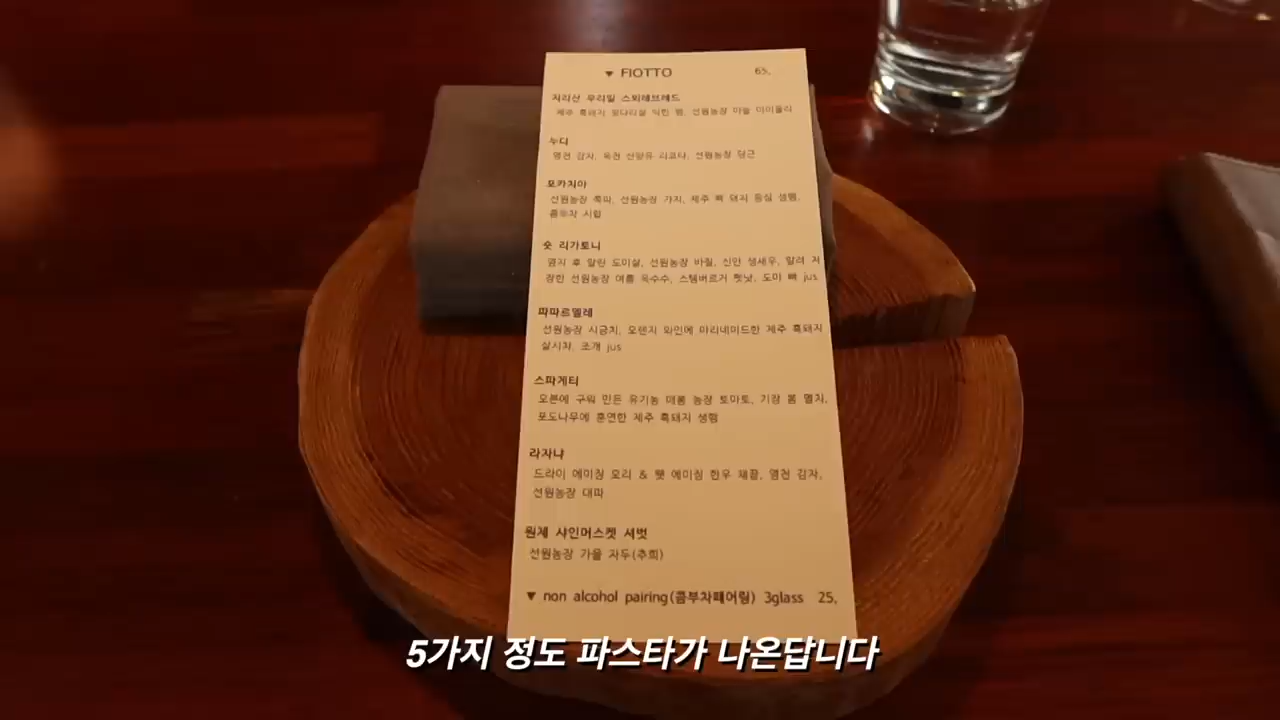 ▼ FIOTTO 65,
지리산 우리밀 스외레브레드
제주 흑돼지 뒷다리살 익힌 햄, 선원농장 마늘 아이올리
누디
영천 감자, 옥천 산양유 리코타, 선원농장 당근
포카치아
선원농장 쪽파, 선원농장 가지, 제주 뼈 돼지 등심 생햄,
콤부차 시럽
숏 리가토니
염지 후 말린 도미살, 선원농장 바질, 신안 생새우, 말려 저
장한 선원농장 여름 옥수수, 스템버르거 헛낫, 도미 뼈 jus
파파르델레
선원농장 시금치, 오렌지 와인에 마리네이드한 제주 흑돼지
살시챠, 조개 jus
스파게티
오븐에 구워 만든 유기농 마롬 농장 토마토, 기장 봄 멸치,
포도나무에 훈연한 제주 흑돼지 생햄
라자냐
드라이 에이징 오리 & 웻 에이징 한우 채끝, 영천 감자,
선원농장 대파
원제 샤인머스켓 셔벗
선원농장 가을 자두(추희)
▼ non alcohol pairing(콤부차페어링) 3glass 25,
5가지 정도 파스타가 나온답니다